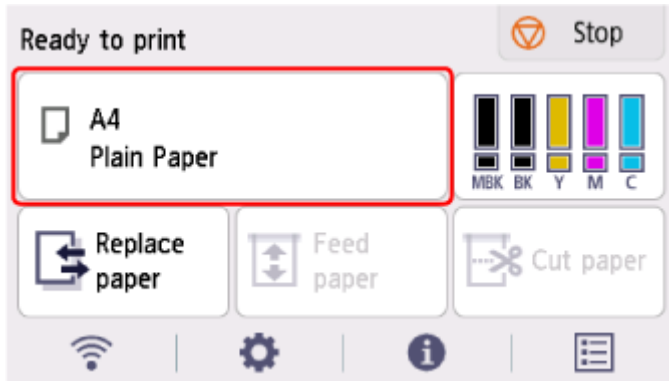 Ready to print
Stop
A4
Plain Paper
MBK BK Y M C
Replace
paper
Feed
paper
Cut paper